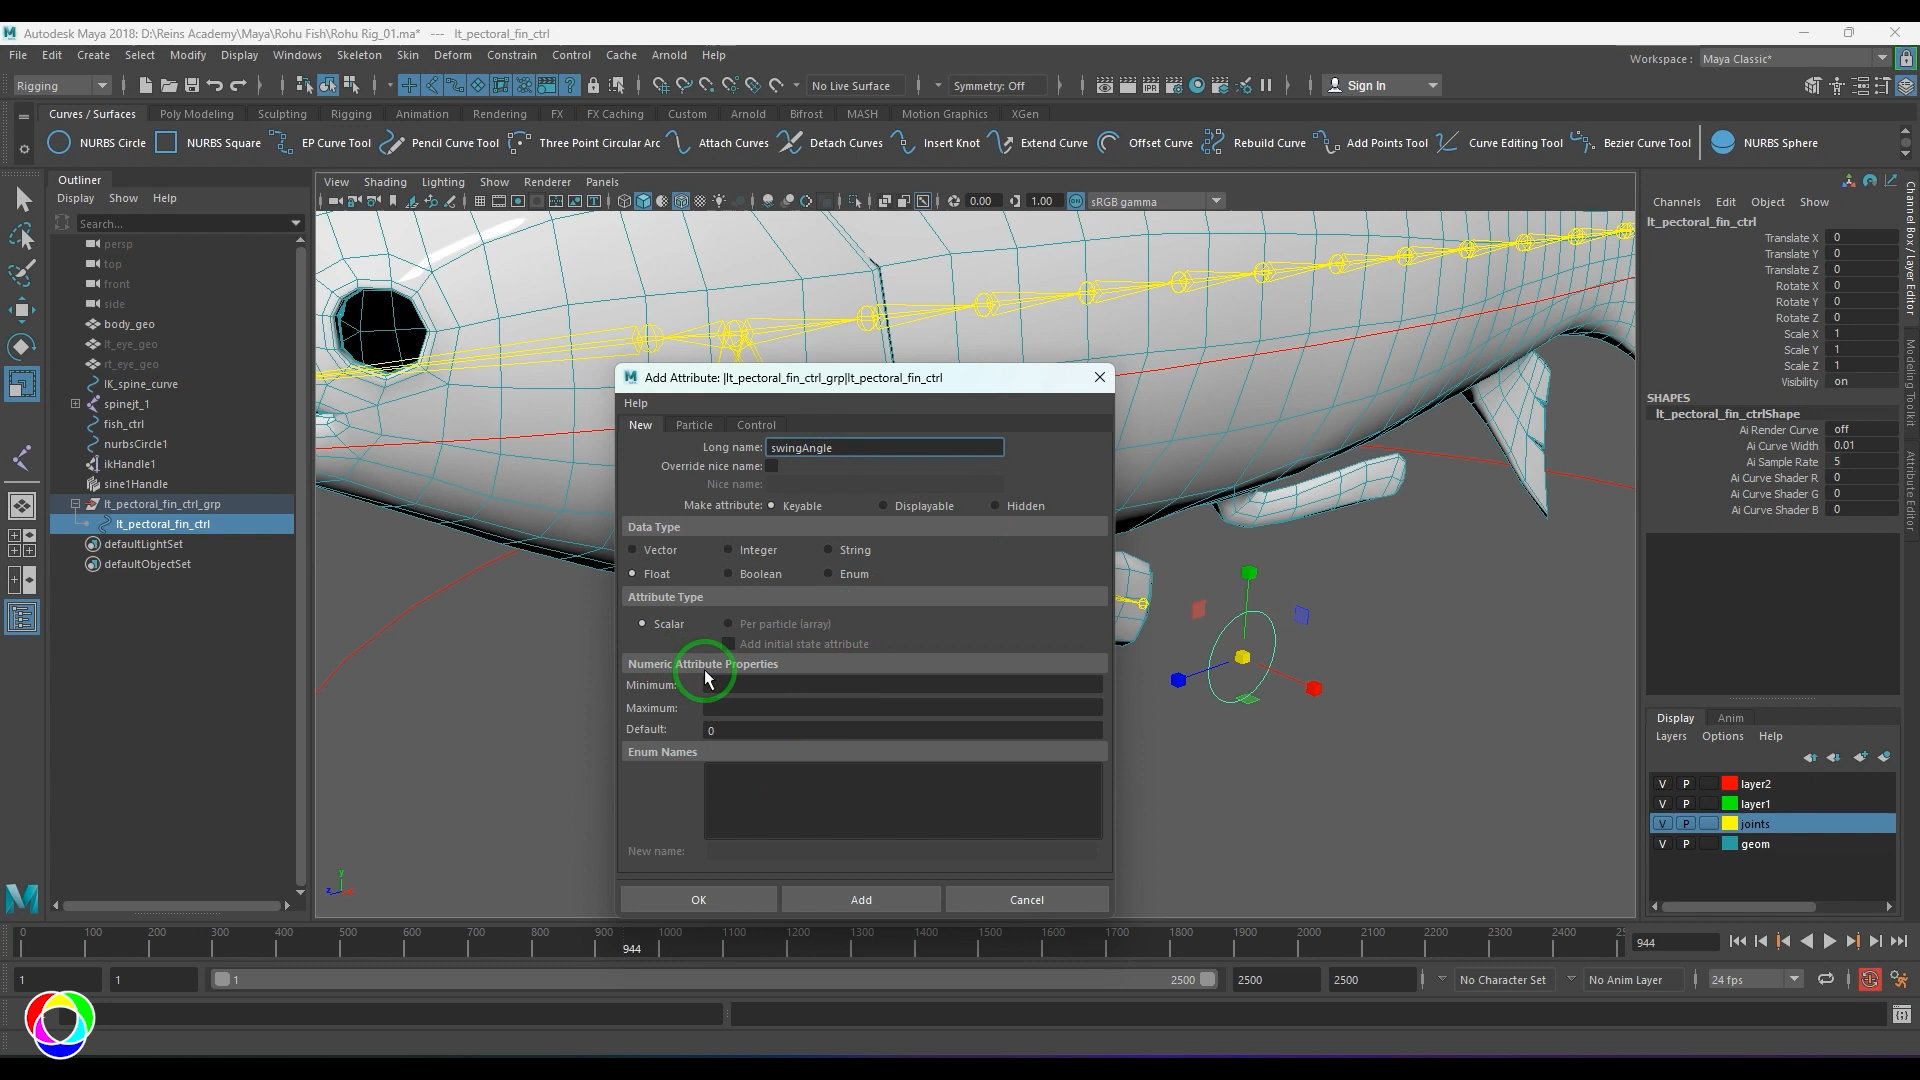 Autodesk Maya 2018: D:\Reins Academy\Maya\Rohu Fish\Rohu Rig_01.ma* --- lt_pectoral_fin_ctrl
File Edit Create Select Modify Display Windows Skeleton Skin Deform Constrain Control Cache Arnold Help
Workspace : Maya Classic*
Rigging No Live Surface Symmetry: Off Sign In
Curves / Surfaces Poly Modeling Sculpting Rigging Animation Rendering FX FX Caching Custom Arnold Bifrost MASH Motion Graphics XGen
NURBS Circle NURBS Square EP Curve Tool Pencil Curve Tool Three Point Circular Arc Attach Curves Detach Curves Insert Knot Extend Curve Offset Curve Rebuild Curve Add Points Tool Curve Editing Tool Bezier Curve Tool NURBS Sphere
Outliner
Display Show Help
Search...
persp
top
front
side
body_geo
lt_eye_geo
rt_eye_geo
IK_spine_curve
spinejt_1
fish_ctrl
nurbsCircle1
ikHandle1
sine1Handle
lt_pectoral_fin_ctrl_grp
lt_pectoral_fin_ctrl
defaultLightSet
defaultObjectSet
View Shading Lighting Show Renderer Panels
0.00 1.00 sRGB gamma
Add Attribute: |lt_pectoral_fin_ctrl_grp|lt_pectoral_fin_ctrl
Help
New Particle Control
Long name: swingAngle
Override nice name:
Nice name:
Make attribute: Keyable Displayable Hidden
Data Type
Vector Integer String
Float Boolean Enum
Attribute Type
Scalar Per particle (array)
Add initial state attribute
Numeric Attribute Properties
Minimum:
Maximum:
Default: 0
Enum Names
New name:
OK Add Cancel
Channels Edit Object Show
lt_pectoral_fin_ctrl
Translate X 0
Translate Y 0
Translate Z 0
Rotate X 0
Rotate Y 0
Rotate Z 0
Scale X 1
Scale Y 1
Scale Z 1
Visibility on
SHAPES
lt_pectoral_fin_ctrlShape
Ai Render Curve off
Ai Curve Width 0.01
Ai Sample Rate 5
Ai Curve Shader R 0
Ai Curve Shader G 0
Ai Curve Shader B 0
Channel Box / Layer Editor
Modeling Toolkit
Attribute Editor
Display Anim
Layers Options Help
V P layer2
V P layer1
V P joints
V P geom
0 100 200 300 400 500 600 700 800 900 1000 1100 1200 1300 1400 1500 1600 1700 1800 1900 2000 2100 2200 2300 2400
944
944
1 1 1 2500 2500 2500 No Character Set No Anim Layer 24 fps